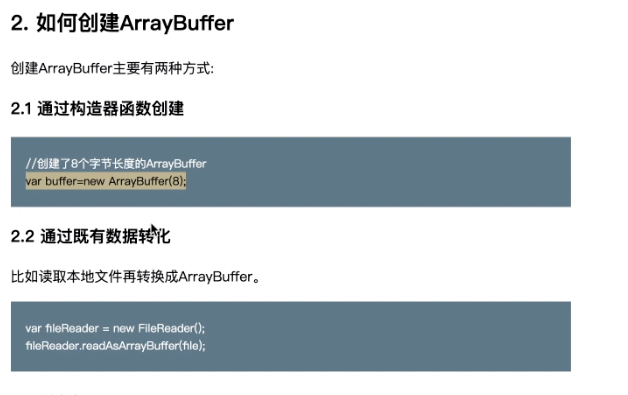 2. 如何创建ArrayBuffer
创建ArrayBuffer主要有两种方式:
2.1 通过构造器函数创建
//创建了8个字节长度的ArrayBuffer
var buffer=new ArrayBuffer(8);
2.2 通过既有数据转化
比如读取本地文件再转换成ArrayBuffer。
var fileReader = new FileReader();
fileReader.readAsArrayBuffer(file);